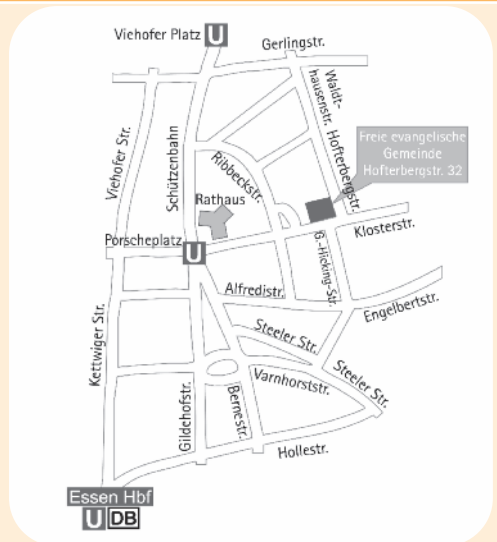 Viehofer Platz U
Gerlingstr.
Waldt-
hausenstr.
Hofterbergstr.
Viehofer Str.
Schützenbahn
Ribbeckstr.
Freie evangelische
Gemeinde
Hofterbergstr. 32
Rathaus
Klosterstr.
Porscheplatz
U
G.-Hicking-Str.
Alfredistr.
Engelbertstr.
Kettwiger Str.
Steeler Str.
Steeler Str.
Varnhorststr.
Gildehofstr.
Bernestr.
Hollestr.
Essen Hbf
U DB